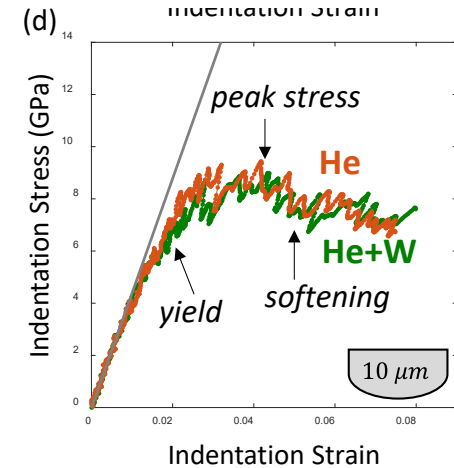 Indentation Strain
(d)
14
12
10
8
6
4
2
0
Indentation Stress (GPa)
peak stress
He
He+W
yield
softening
10 μm
0
0.02
0.04
0.06
0.08
Indentation Strain